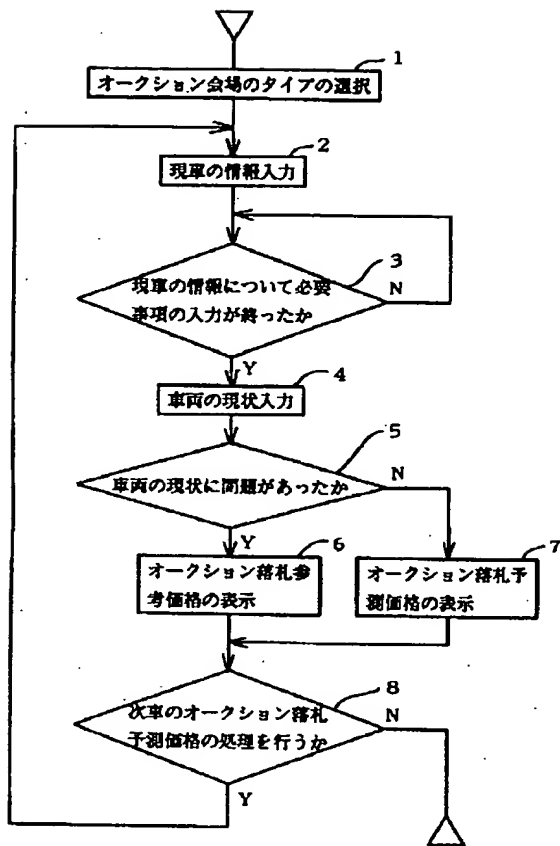 1
オークション会場のタイプの選択
2
現車の情報入力
3
現車の情報について必要
事項の入力が終ったか
N
Y
4
車両の現状入力
5
車両の現状に問題があったか
N
Y
6
オークション落札参
考価格の表示
7
オークション落札予
測価格の表示
8
次車のオークション落札
予測価格の処理を行うか
N
Y